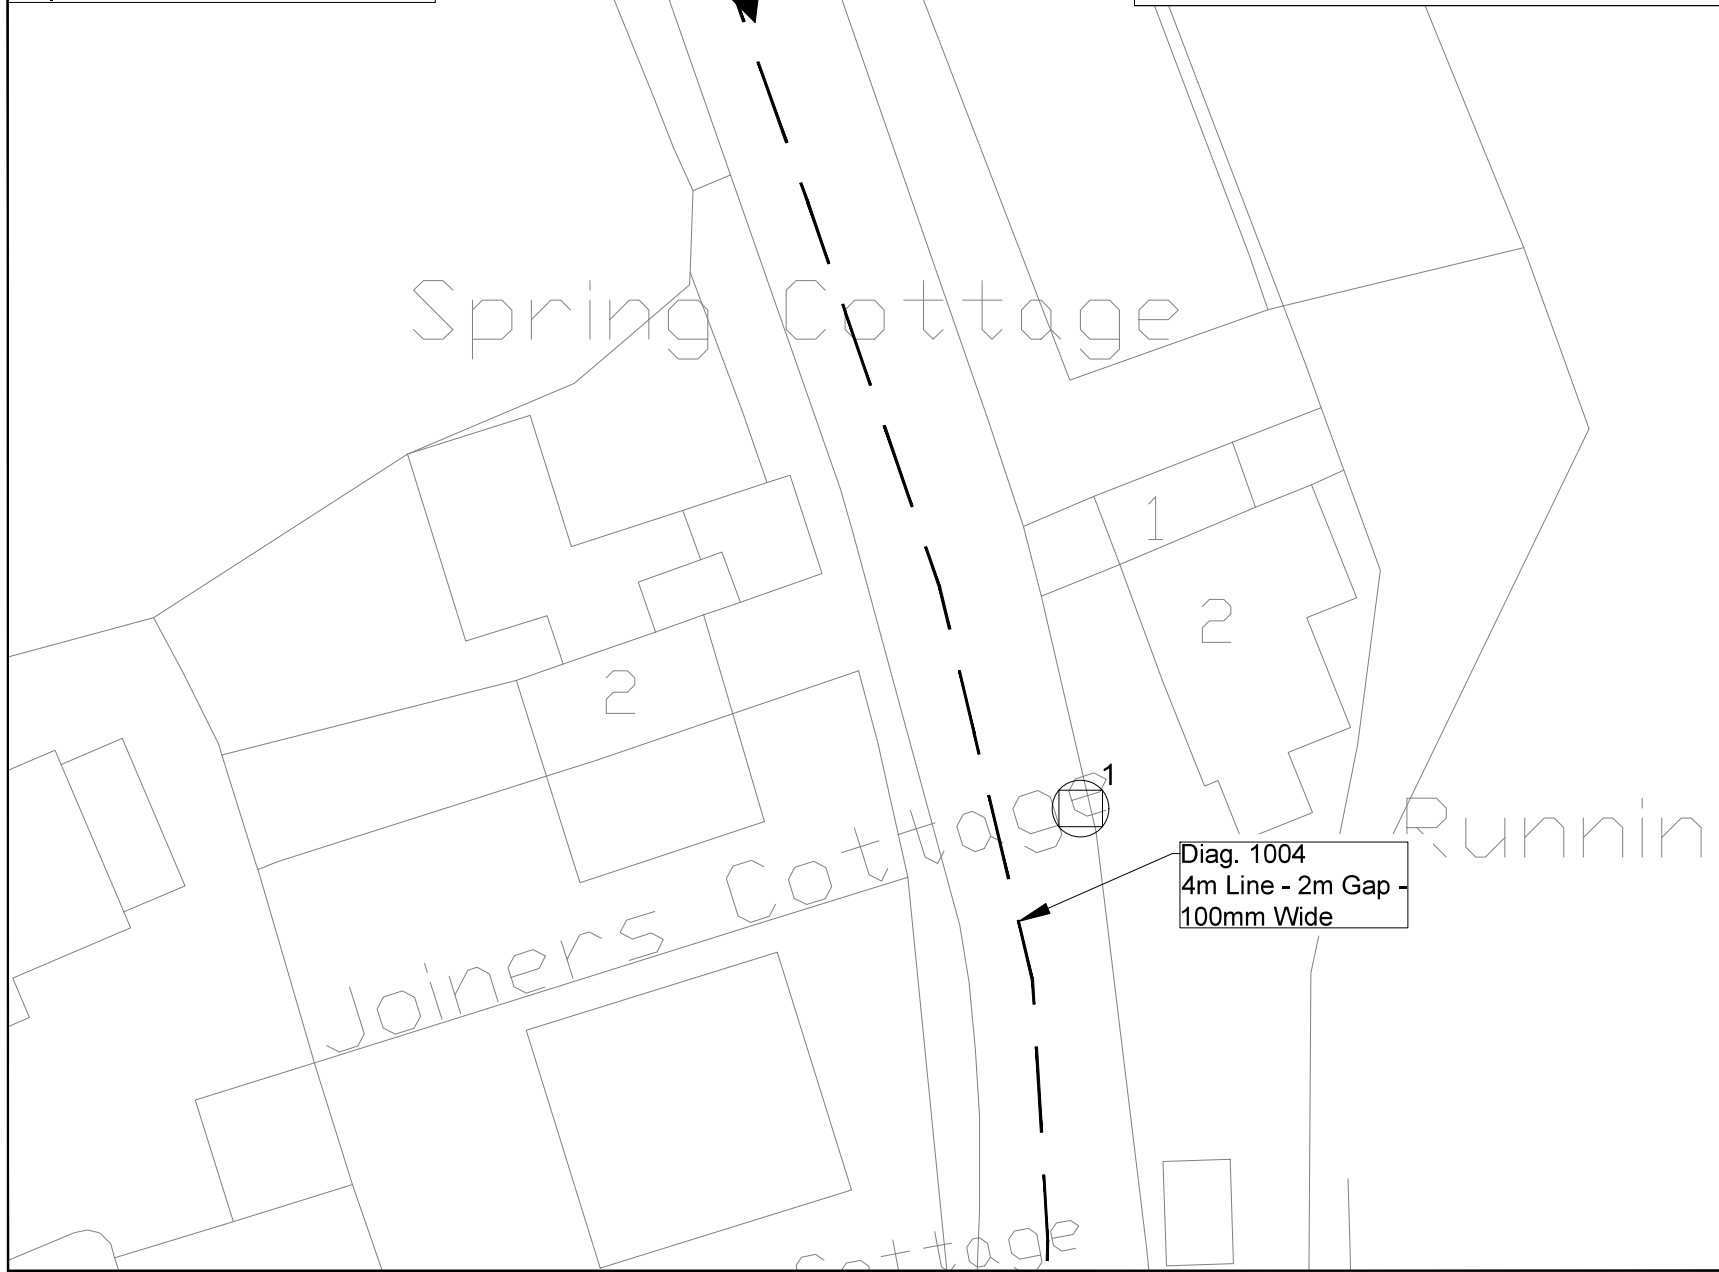 Spring Cottage
1
2
2
1
Joiners Cottage
Runnin
Diag. 1004
4m Line - 2m Gap -
100mm Wide
Cottage